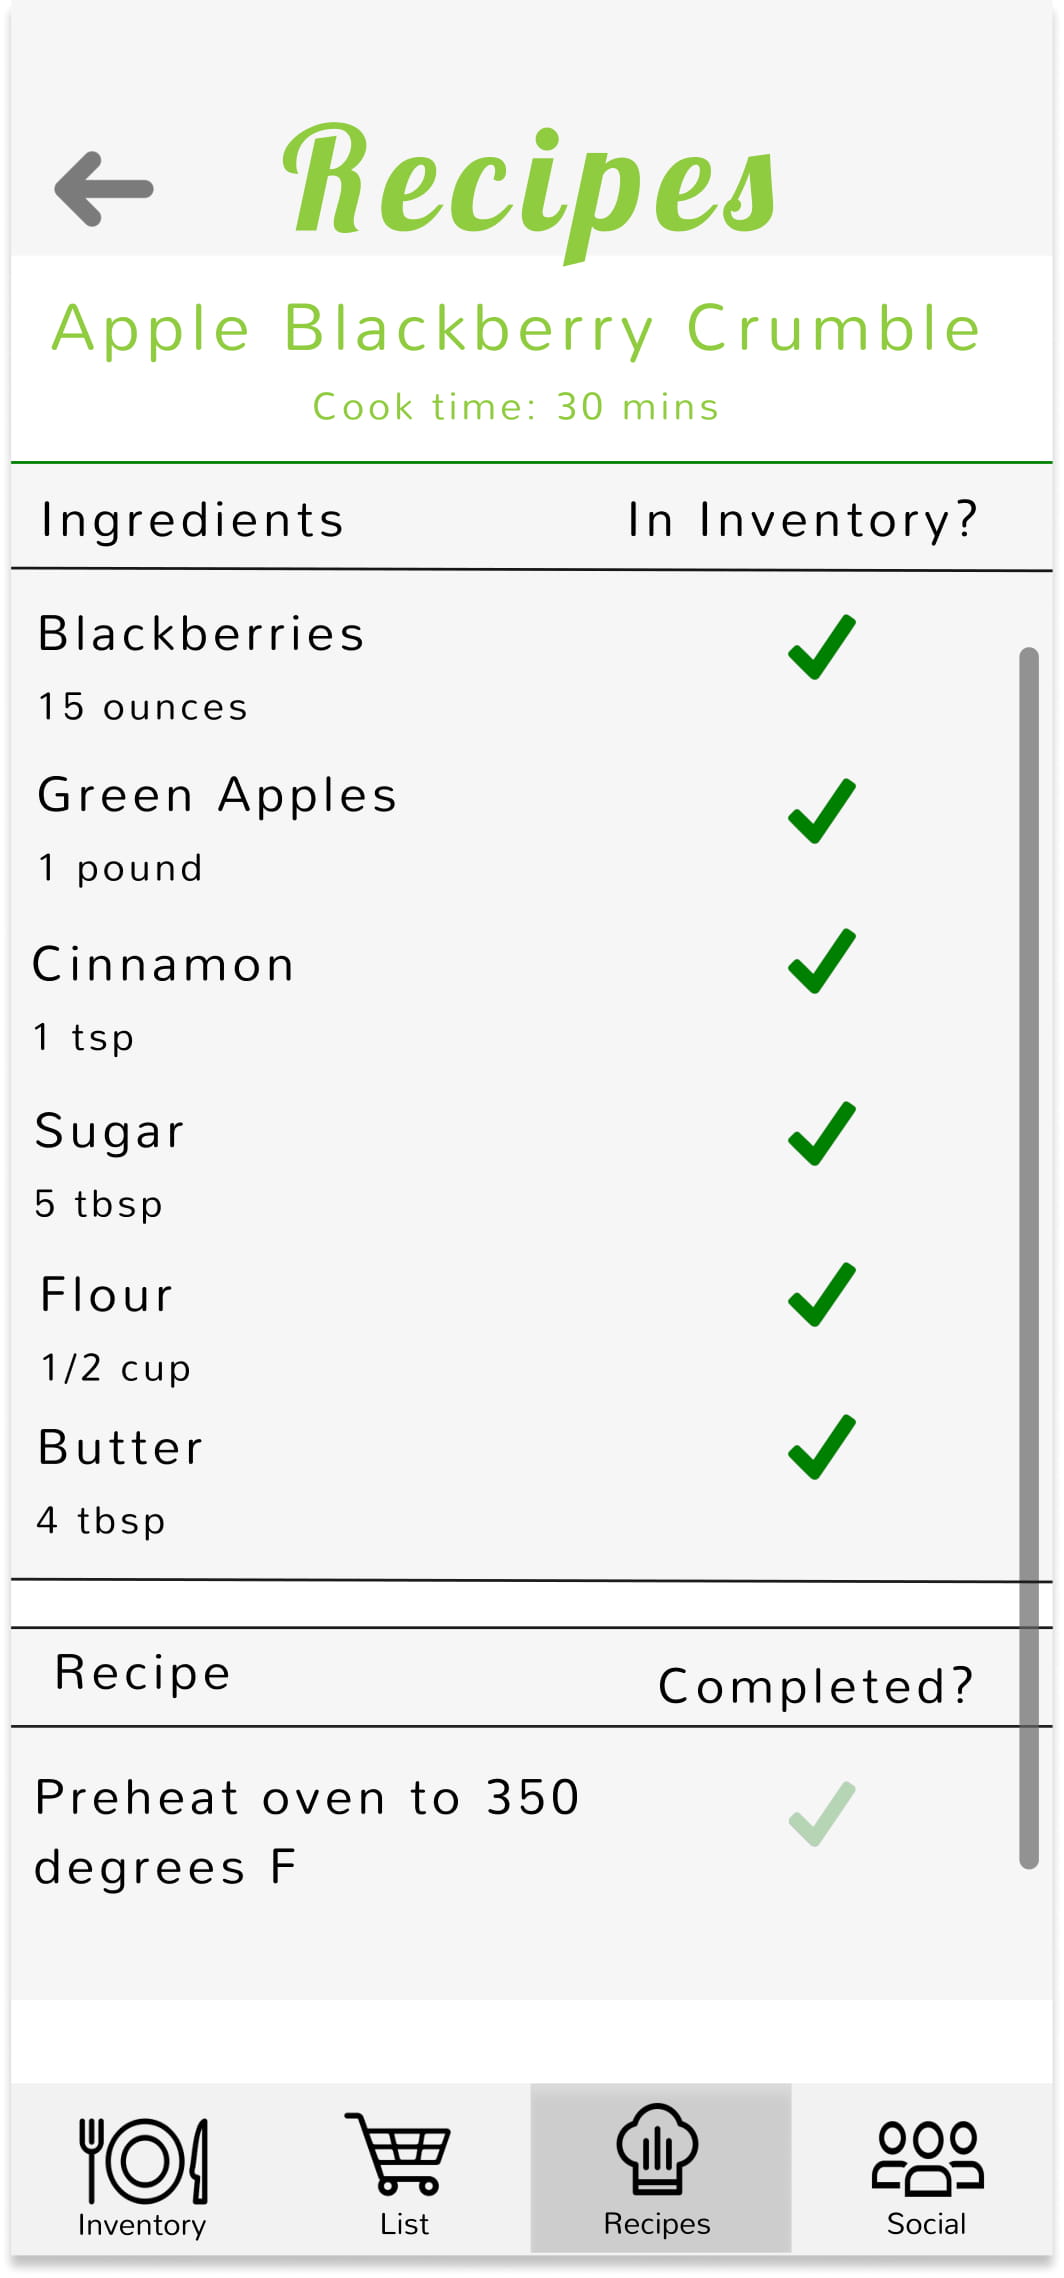 Recipes
Apple Blackberry Crumble
Cook time: 30 mins
Ingredients In Inventory?
Blackberries
15 ounces
Green Apples
1 pound
Cinnamon
1 tsp
Sugar
5 tbsp
Flour
1/2 cup
Butter
4 tbsp
Recipe Completed?
Preheat oven to 350
degrees F
Inventory List Recipes Social